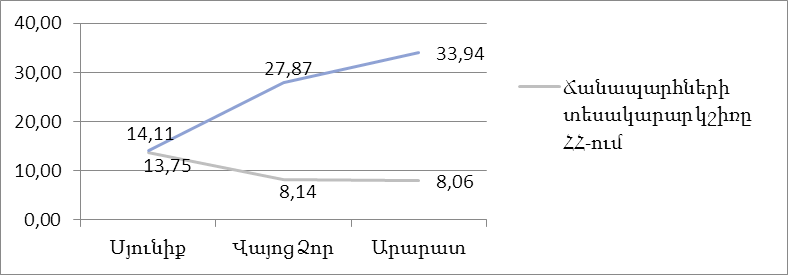 40,00
30,00
20,00
10,00
0,00
14,11
27,87
33,94
13,75
8,14
8,06
Սյունիք
Վայոց Ձոր
Արարատ
Ճանապարհների
տեսակարար կշիռը
ՀՀ-ում